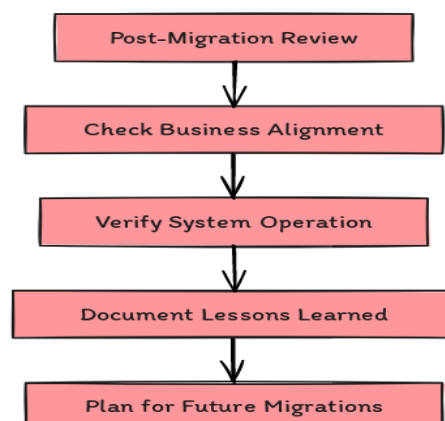 Post-Migration Review
Check Business Alignment
Verify System Operation
Document Lessons Learned
Plan for Future Migrations